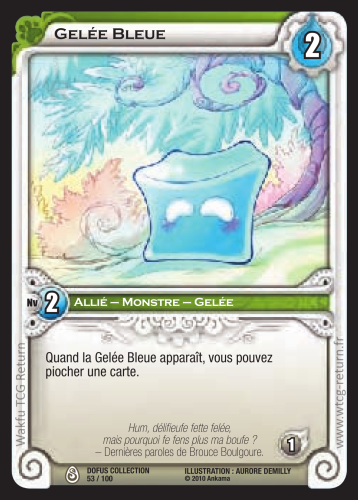 Gelée Bleue
2
Nv 2 Allié – Monstre – Gelée
Quand la Gelée Bleue apparaît, vous pouvez
piocher une carte.
Hum, délifieufe fette felée,
mais pourquoi fe fens plus ma boufe ?
– Dernières paroles de Brouce Boulgoure.
1
DOFUS COLLECTION
53 / 100
ILLUSTRATION : AURORE DEMILLY
© 2010 Ankama
Wakfu TCG Return
www.wtcg-return.fr